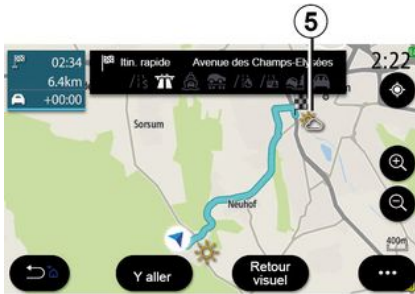 5
02:34
Itin. rapide Avenue des Champs-Elysées
2:22
6.4km
+00:00
Sorsum
Neuhof
400m
Y aller
Retour
visuel